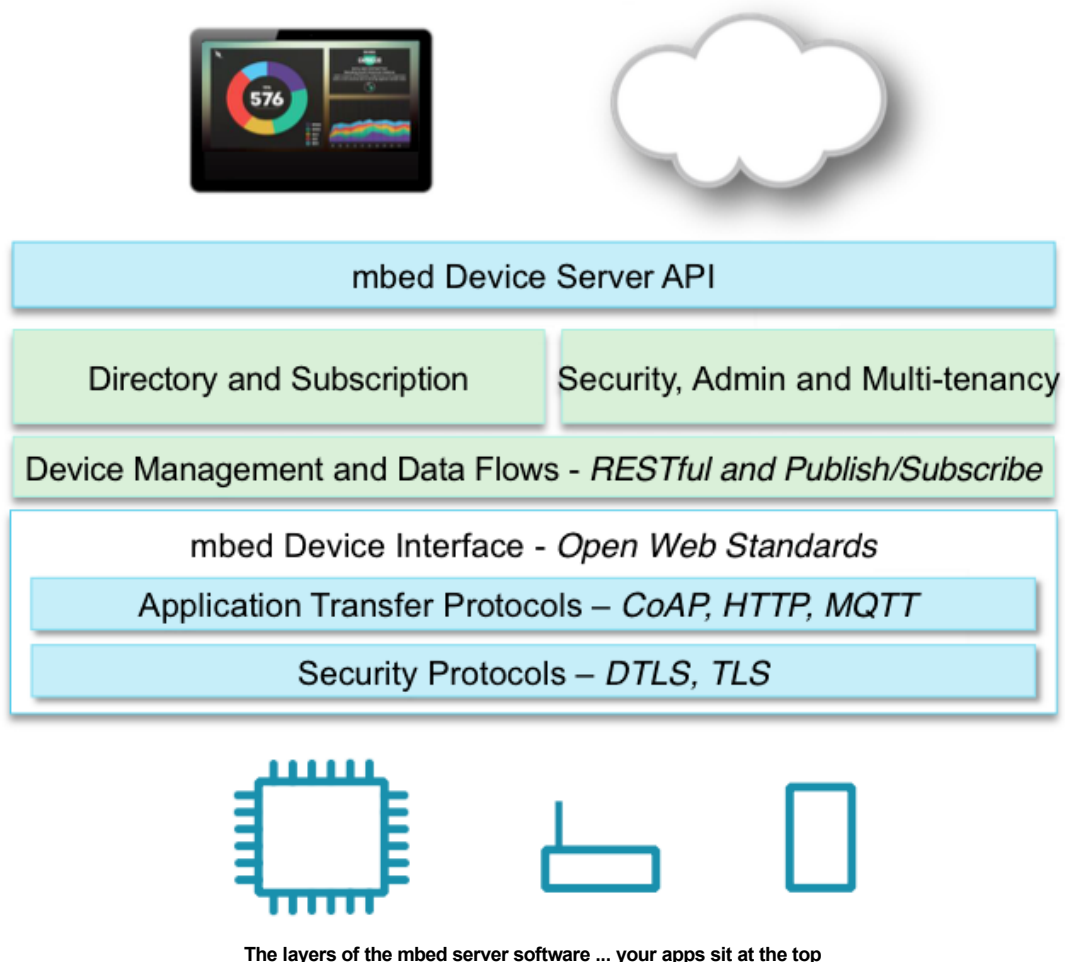 576
mbed Device Server API
Directory and Subscription
Security, Admin and Multi-tenancy
Device Management and Data Flows - RESTful and Publish/Subscribe
mbed Device Interface - Open Web Standards
Application Transfer Protocols – CoAP, HTTP, MQTT
Security Protocols – DTLS, TLS
The layers of the mbed server software ... your apps sit at the top